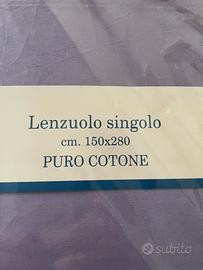 Lenzuolo singolo
cm. 150x280
PURO COTONE
subito